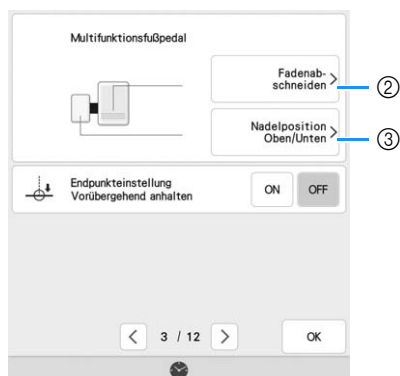 Multifunktionsfußpedal
Fadenab-
schneiden >
②
Nadelposition
Oben/Unten >
③
Endpunkteinstellung
Vorübergehend anhalten
ON OFF
< 3 / 12 > OK